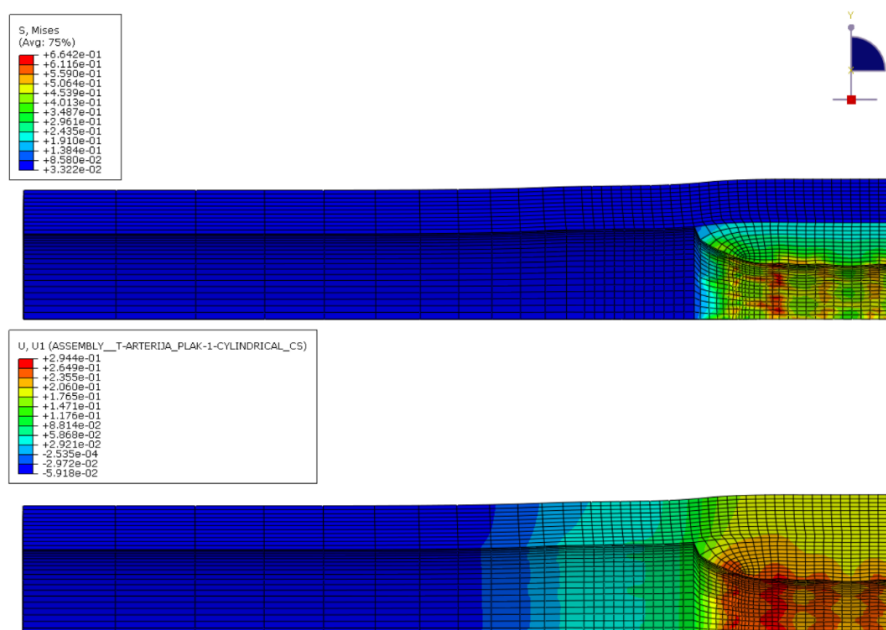 S, Mises
(Avg: 75%)
+6.642e-01
+6.116e-01
+5.590e-01
+5.064e-01
+4.539e-01
+4.013e-01
+3.487e-01
+2.961e-01
+2.435e-01
+1.910e-01
+1.384e-01
+8.580e-02
+3.322e-02
Y
U, U1 (ASSEMBLY__T-ARTERIJA_PLAK-1-CYLINDRICAL_CS)
+2.944e-01
+2.649e-01
+2.355e-01
+2.060e-01
+1.765e-01
+1.471e-01
+1.176e-01
+8.814e-02
+5.868e-02
+2.921e-02
-2.535e-04
-2.972e-02
-5.918e-02